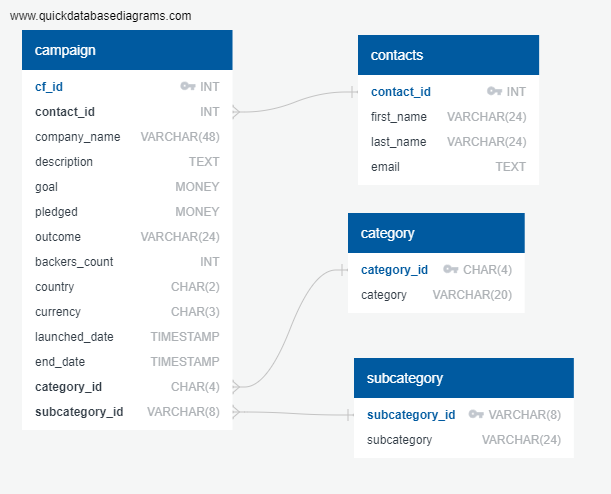 www.quickdatabasediagrams.com
campaign
cf_id INT
contact_id INT
company_name VARCHAR(48)
description TEXT
goal MONEY
pledged MONEY
outcome VARCHAR(24)
backers_count INT
country CHAR(2)
currency CHAR(3)
launched_date TIMESTAMP
end_date TIMESTAMP
category_id CHAR(4)
subcategory_id VARCHAR(8)
contacts
contact_id INT
first_name VARCHAR(24)
last_name VARCHAR(24)
email TEXT
category
category_id CHAR(4)
category VARCHAR(20)
subcategory
subcategory_id VARCHAR(8)
subcategory VARCHAR(24)